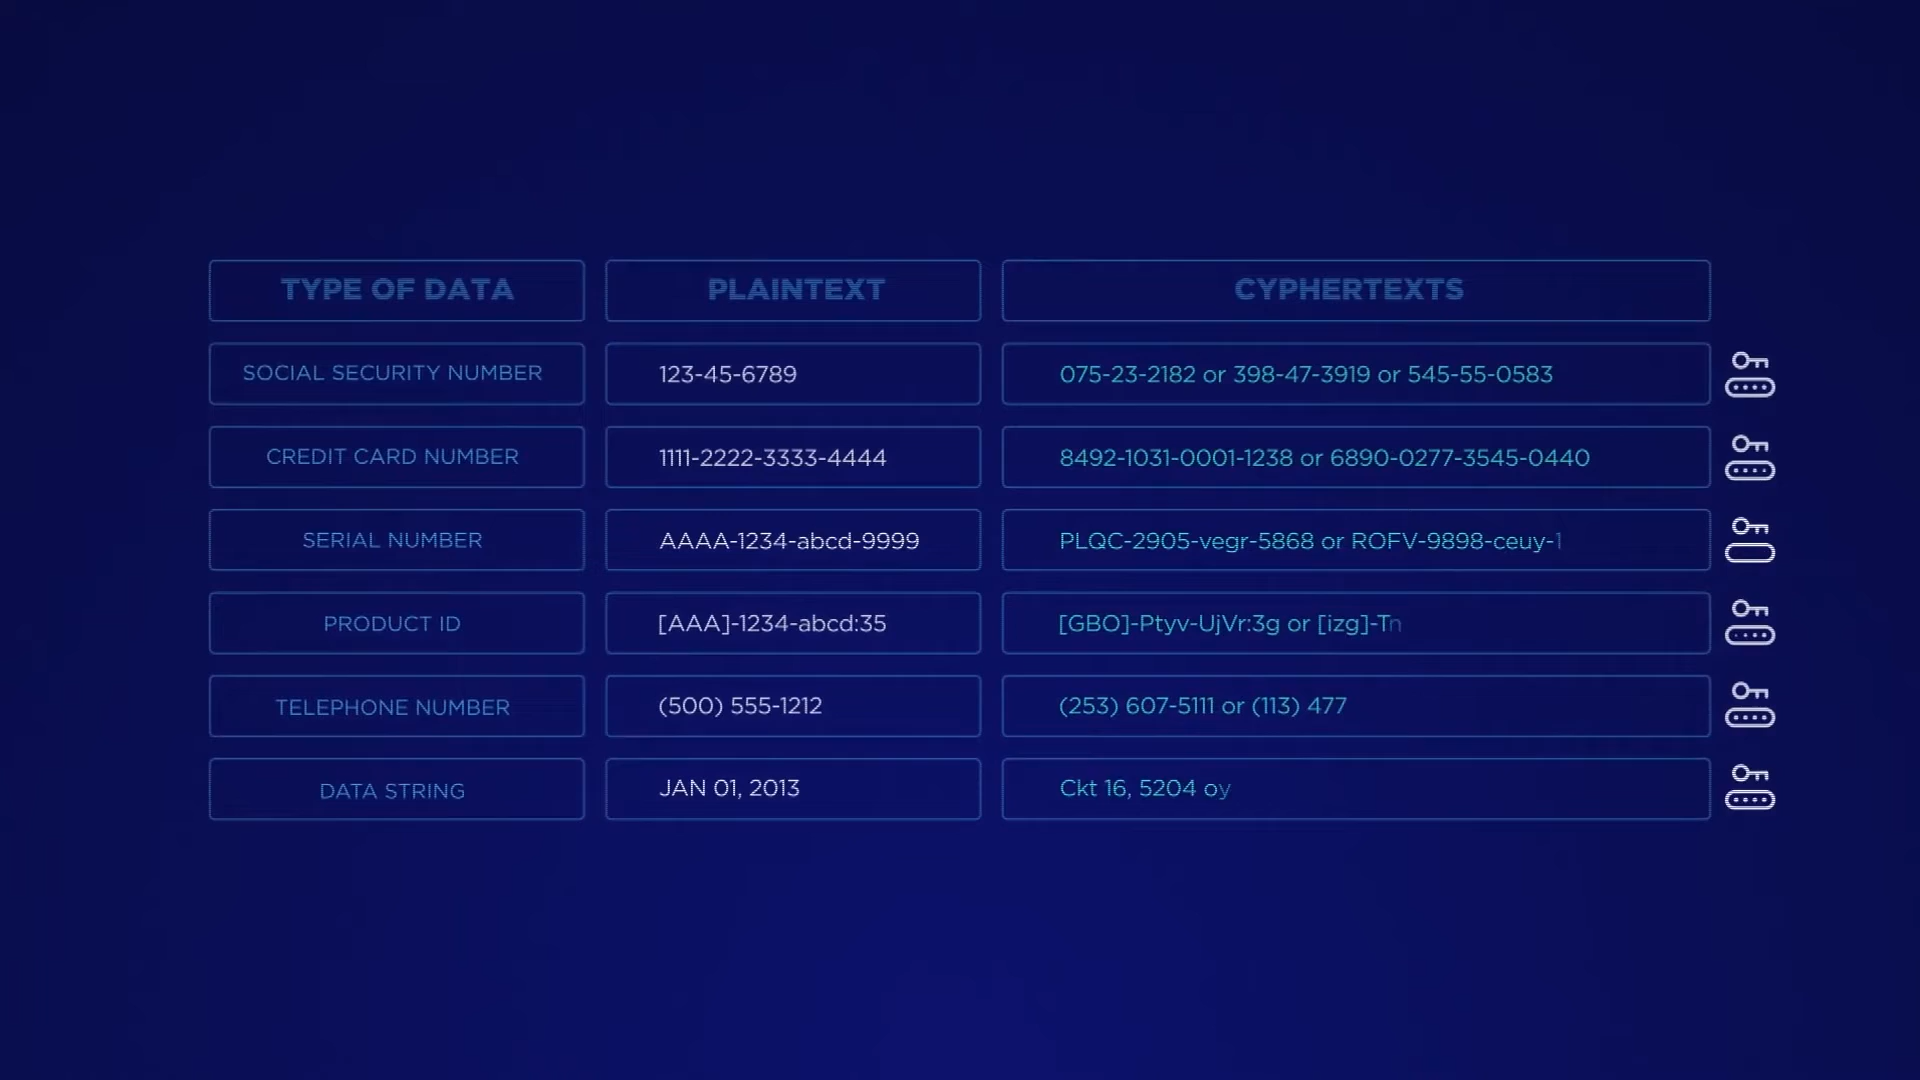 TYPE OF DATA PLAINTEXT CYPHERTEXTS
SOCIAL SECURITY NUMBER 123-45-6789 075-23-2182 or 398-47-3919 or 545-55-0583
CREDIT CARD NUMBER 1111-2222-3333-4444 8492-1031-0001-1238 or 6890-0277-3545-0440
SERIAL NUMBER AAAA-1234-abcd-9999 PLQC-2905-vegr-5868 or ROFV-9898-ceuy-1
PRODUCT ID [AAA]-1234-abcd:35 [GBO]-Ptyv-UjVr:3g or [izg]-Tn
TELEPHONE NUMBER (500) 555-1212 (253) 607-5111 or (113) 477
DATA STRING JAN 01, 2013 Ckt 16, 5204 oy